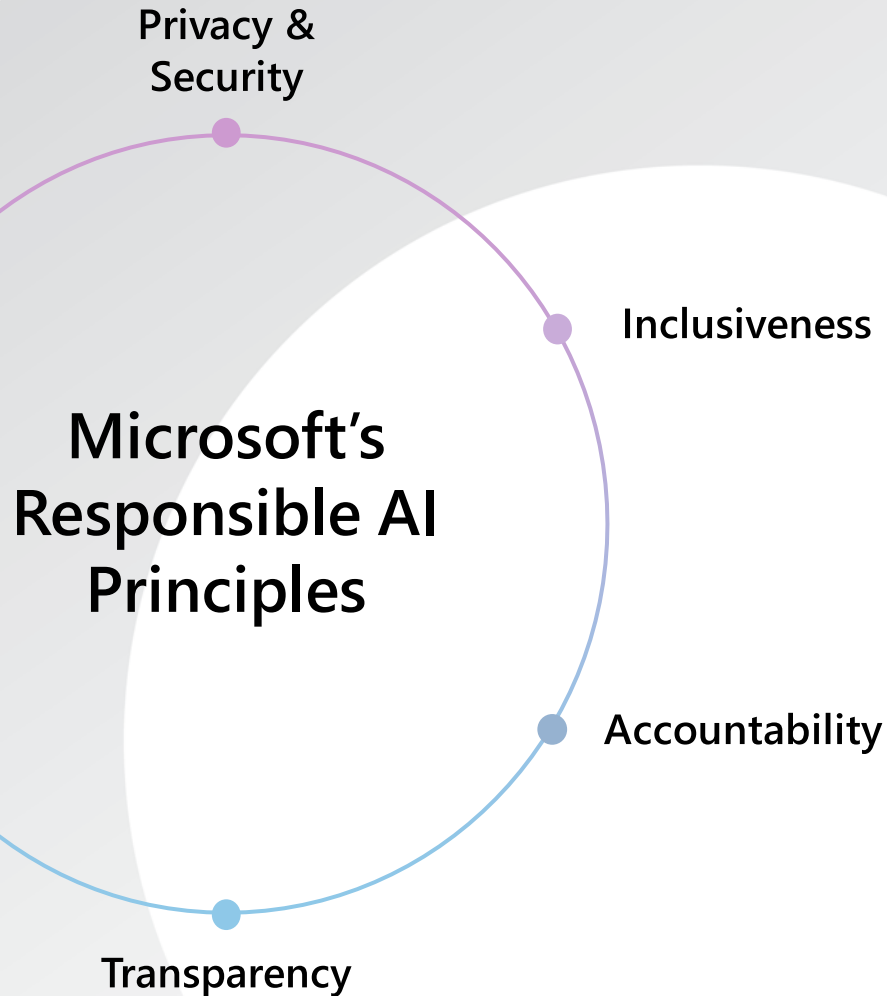 Privacy &
Security
Inclusiveness
Microsoft’s
Responsible AI
Principles
Accountability
Transparency